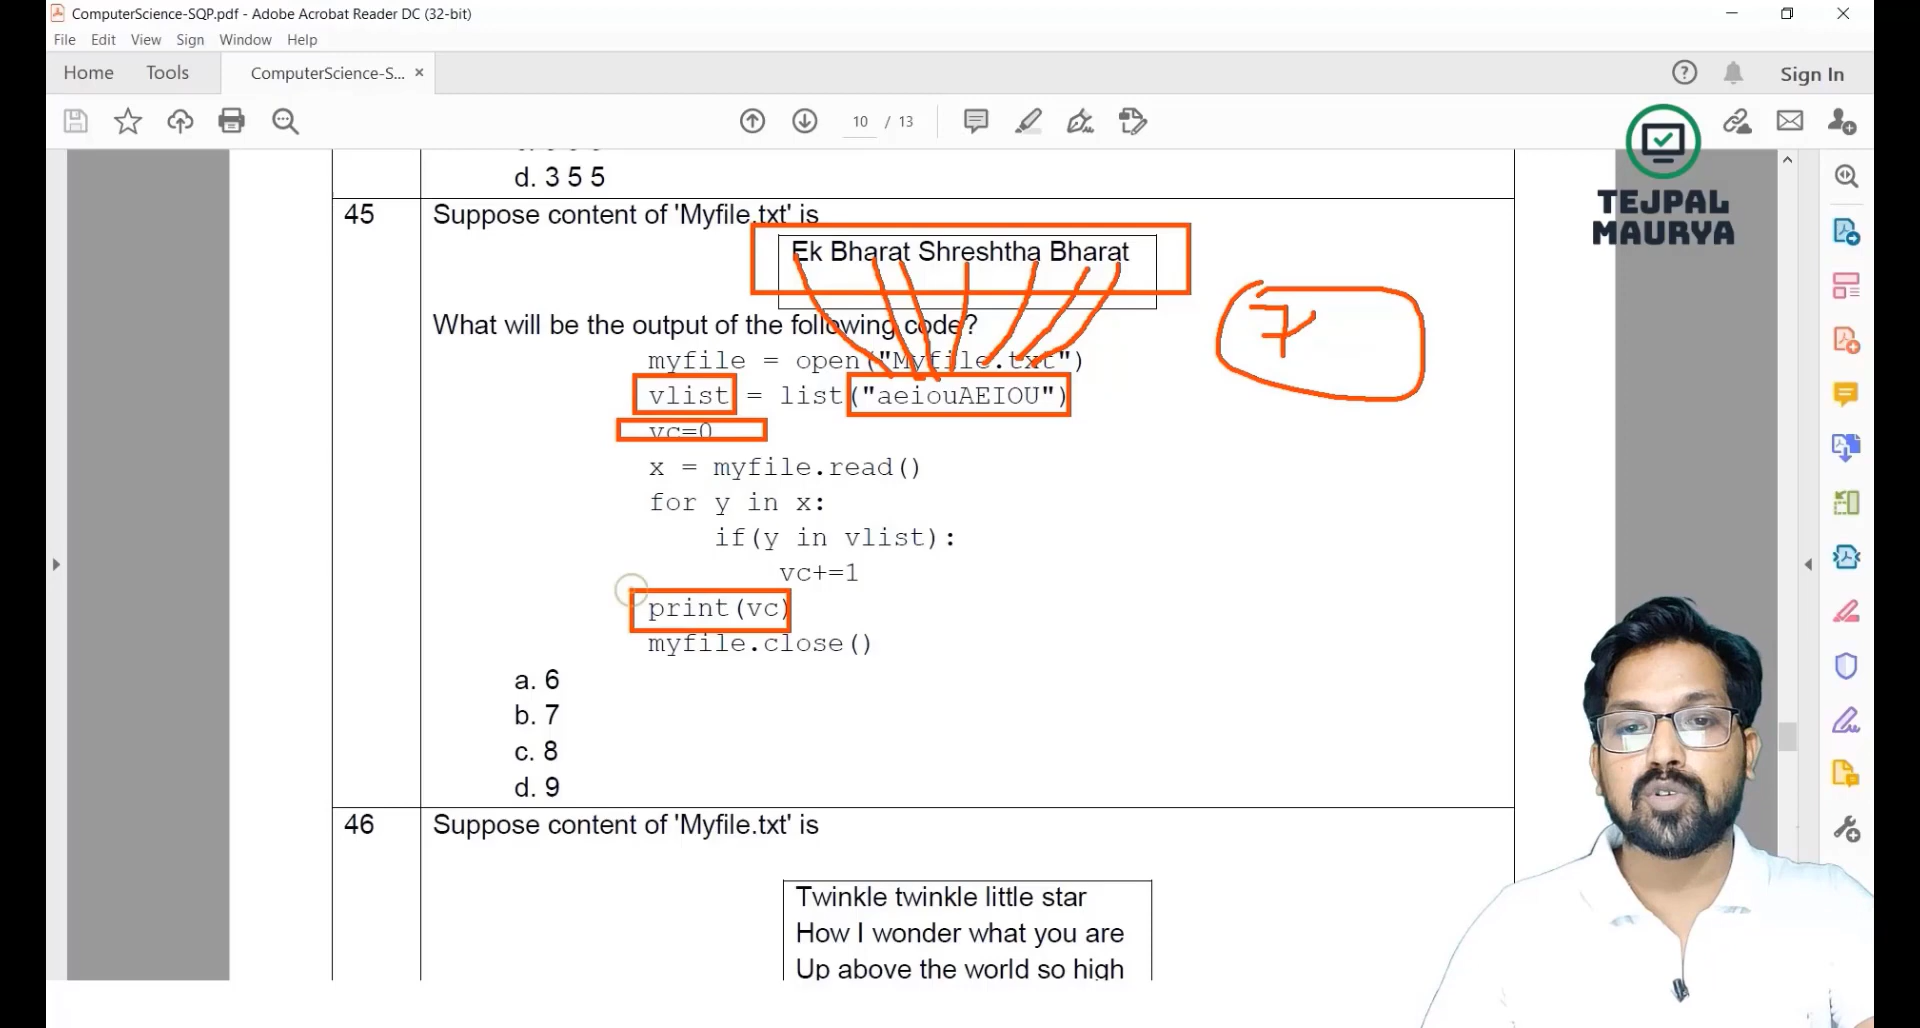 ComputerScience-SQP.pdf - Adobe Acrobat Reader DC (32-bit)
File Edit View Sign Window Help
Home Tools ComputerScience-S... × Sign In
10 / 13
d. 3 5 5
TEJPAL
MAURYA
45 Suppose content of 'Myfile.txt' is
Ek Bharat Shreshtha Bharat
7
What will be the output of the following code?
myfile = open("Myfile.txt")
vlist = list("aeiouAEIOU")
vc=0
x = myfile.read()
for y in x:
if(y in vlist):
vc+=1
print(vc)
myfile.close()
a. 6
b. 7
c. 8
d. 9
46 Suppose content of 'Myfile.txt' is
Twinkle twinkle little star
How I wonder what you are
Up above the world so high